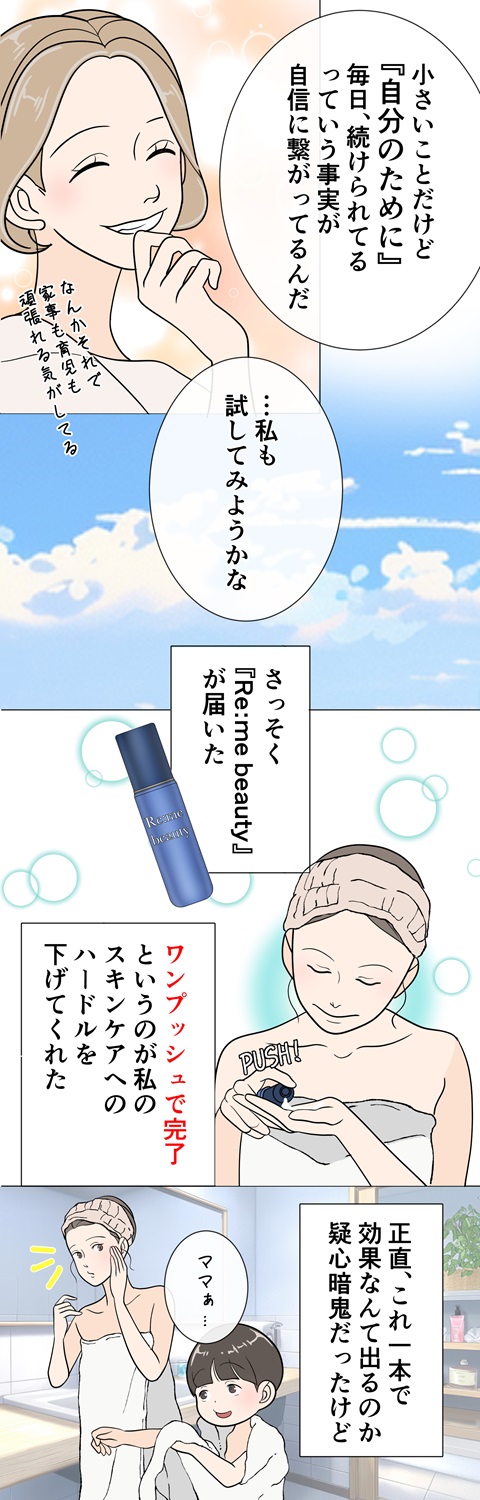 小さいことだけど
『自分のために』
毎日、続けられてる
っていう事実が
自信に繋がってるんだ
なんかそれで
家事も育児も
頑張れる気がしてる
…私も
試してみようかな
さっそく
『Re:me beauty』
が届いた
Re:me
beauty
PUSH!
ワンプッシュで完了
というのが私の
スキンケアへの
ハードルを
下げてくれた
正直、これ一本で
効果なんて出るのか
疑心暗鬼だったけど
ママぁ…